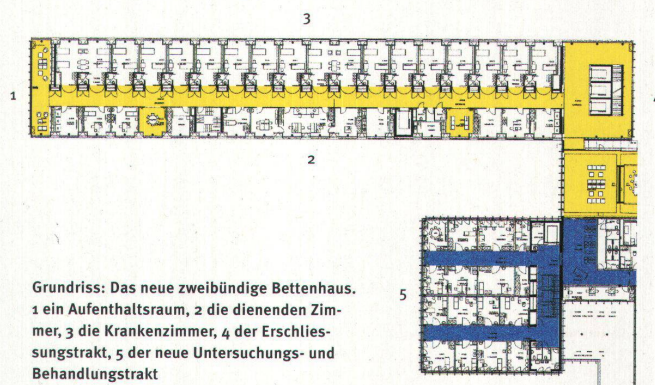 3
1
2
5
Grundriss: Das neue zweibündige Bettenhaus.
1 ein Aufenthaltsraum, 2 die dienenden Zim-
mer, 3 die Krankenzimmer, 4 der Erschlies-
sungstrakt, 5 der neue Untersuchungs- und
Behandlungstrakt